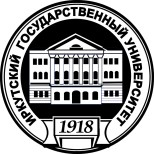 ИРКУТСКИЙ ГОСУДАРСТВЕННЫЙ УНИВЕРСИТЕТ
1918